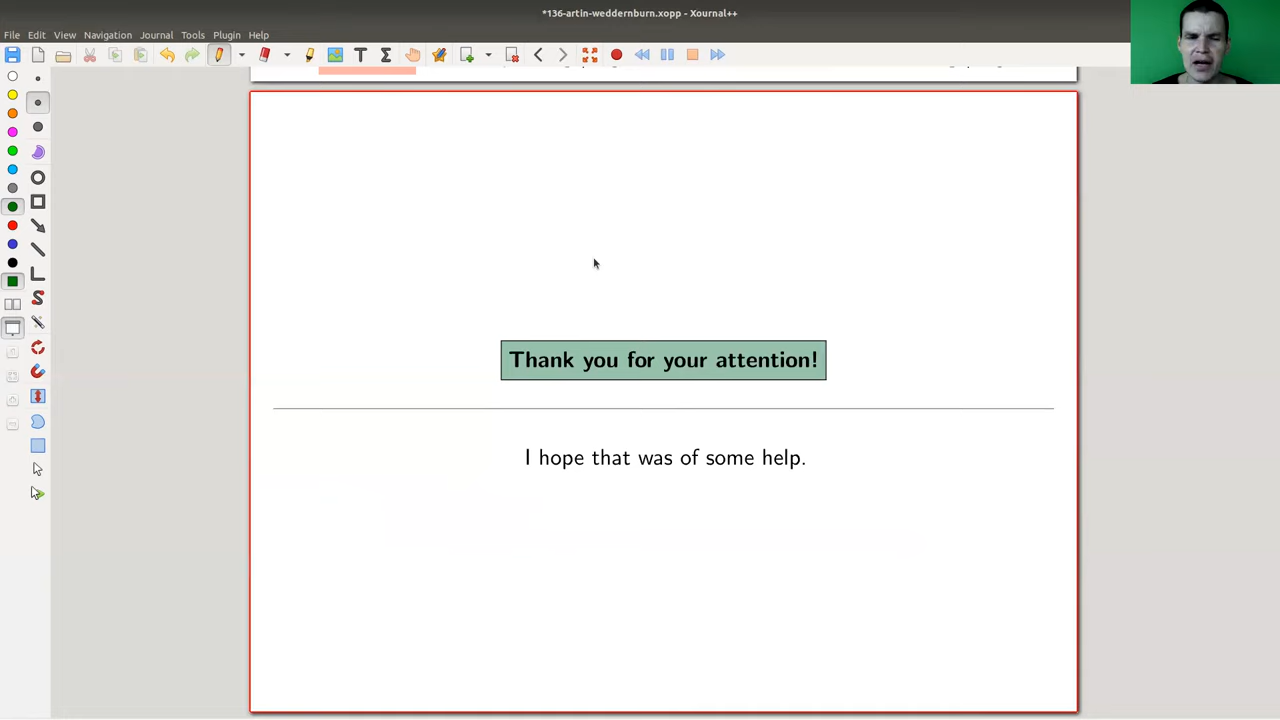 *136-artin-weddernburn.xopp - Xournal++
File Edit View Navigation Journal Tools Plugin Help
Thank you for your attention!
I hope that was of some help.